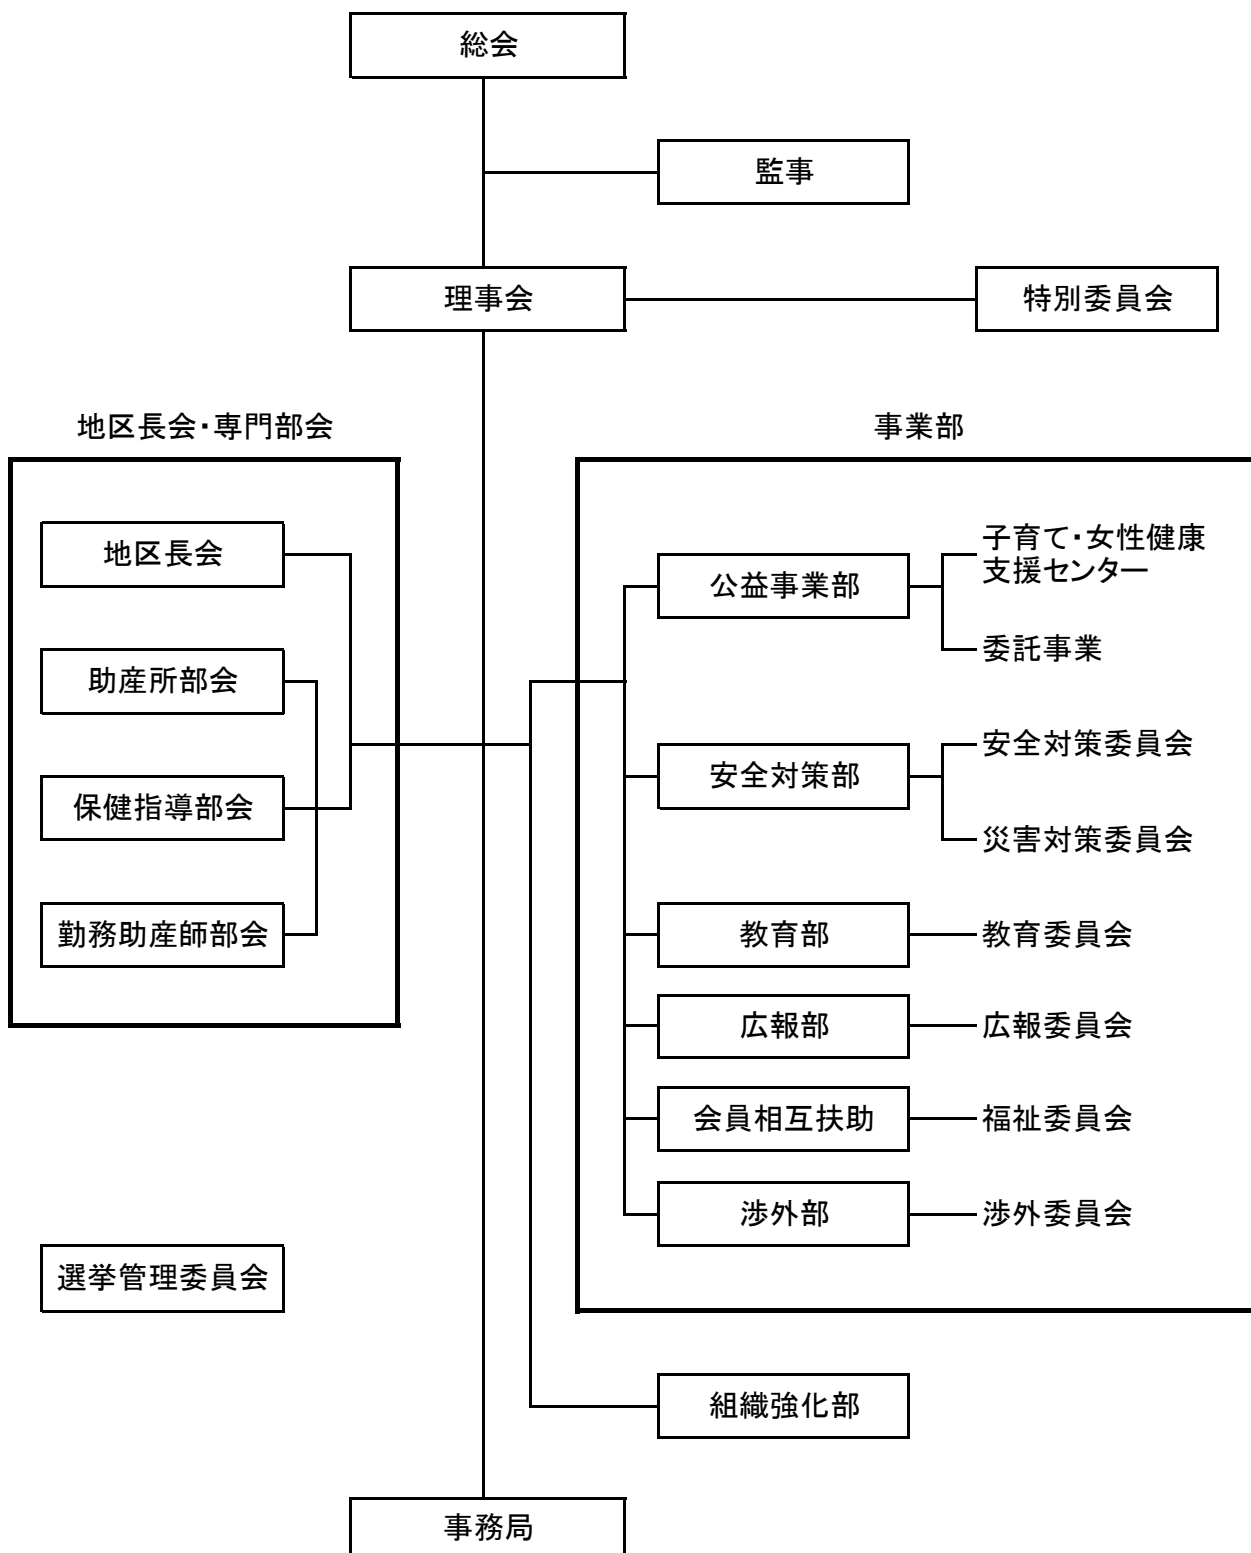 総会
監事
理事会
特別委員会
地区長会・専門部会
事業部
地区長会
助産所部会
保健指導部会
勤務助産師部会
公益事業部
子育て・女性健康
支援センター
委託事業
安全対策部
安全対策委員会
災害対策委員会
教育部
教育委員会
広報部
広報委員会
会員相互扶助
福祉委員会
渉外部
渉外委員会
選挙管理委員会
組織強化部
事務局